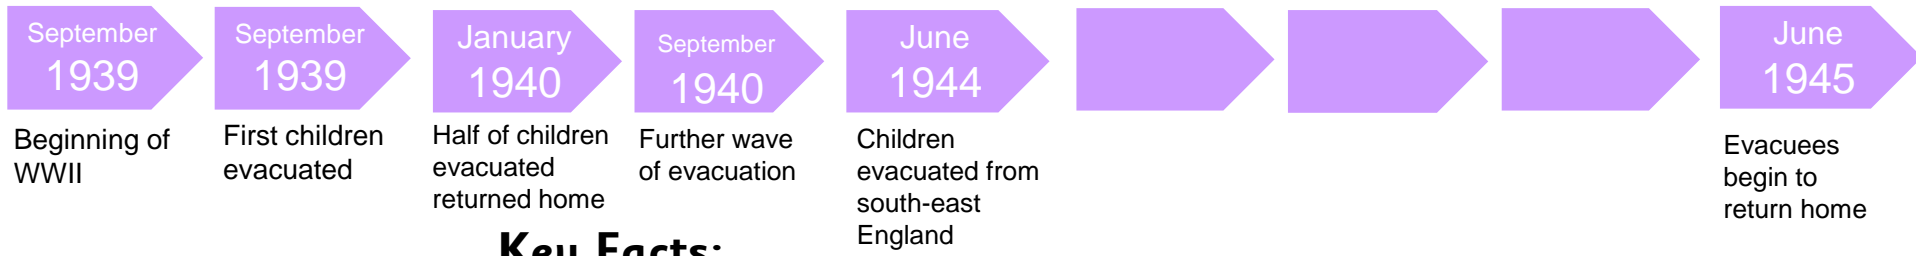 September
1939
September
1939
January
1940
September
1940
June
1944
June
1945
Beginning of
WWII
First children
evacuated
Half of children
evacuated
returned home
Further wave
of evacuation
Children
evacuated from
south-east
England
Evacuees
begin to
return home
Key Facts: